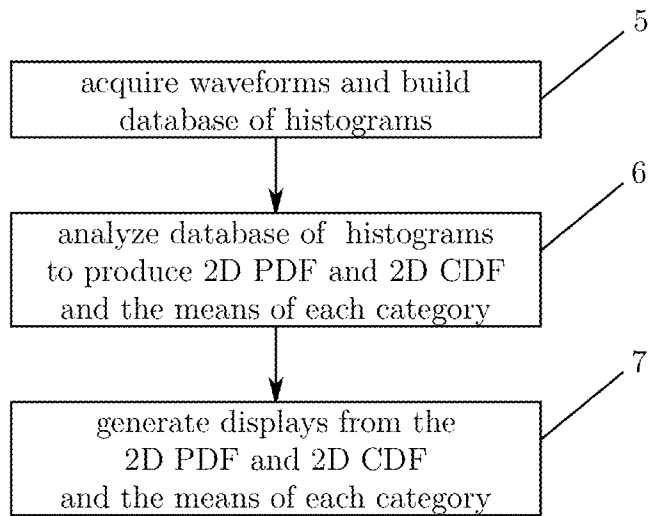 5
acquire waveforms and build
database of histograms
6
analyze database of histograms
to produce 2D PDF and 2D CDF
and the means of each category
7
generate displays from the
2D PDF and 2D CDF
and the means of each category